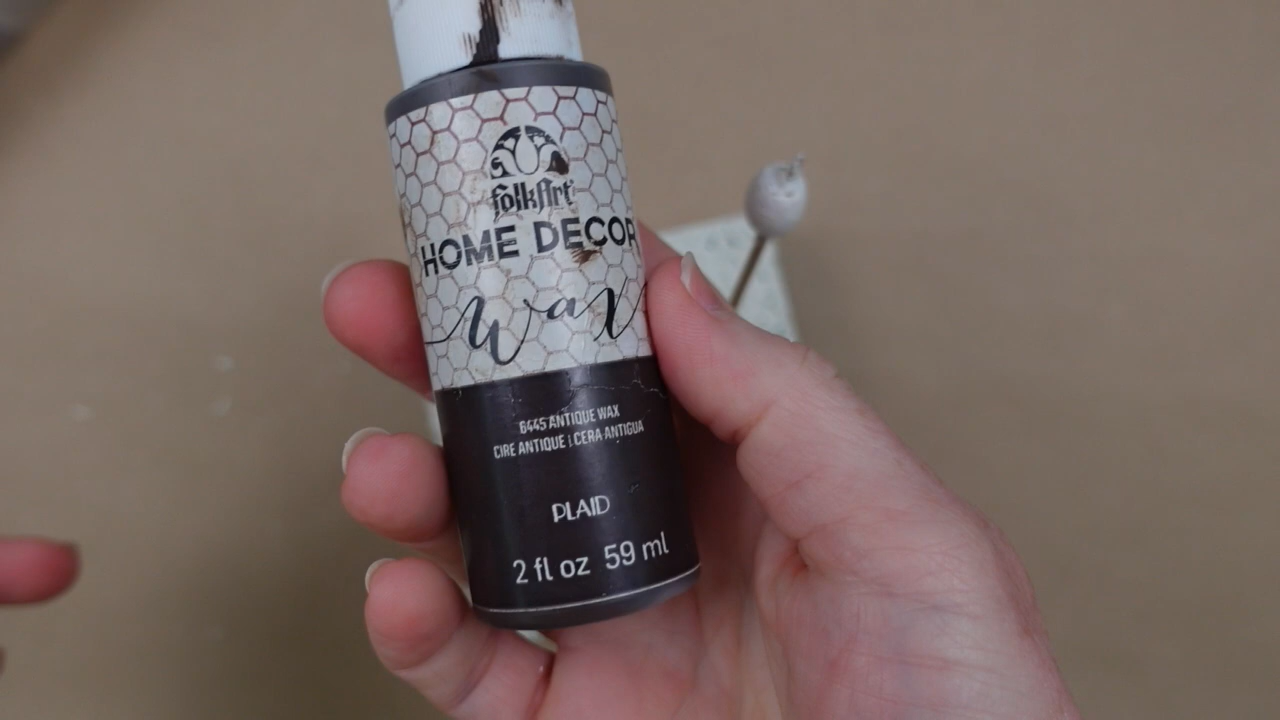 folkArt
HOME DECOR
wax
6445 ANTIQUE WAX
CIRE ANTIQUE | CERA ANTIGUA
PLAID
2 fl oz 59 ml